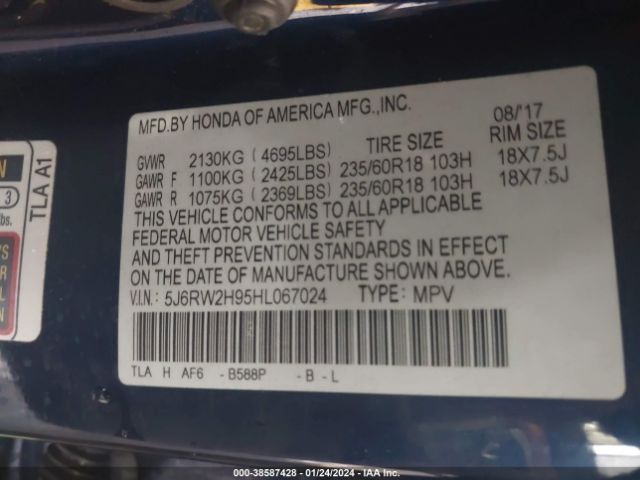 MFD.BY HONDA OF AMERICA MFG.,INC. 08/'17
TIRE SIZE RIM SIZE
GVWR 2130KG (4695LBS)
GAWR F 1100KG (2425LBS) 235/60R18 103H 18X7.5J
GAWR R 1075KG (2369LBS) 235/60R18 103H 18X7.5J
THIS VEHICLE CONFORMS TO ALL APPLICABLE
FEDERAL MOTOR VEHICLE SAFETY
AND THEFT PREVENTION STANDARDS IN EFFECT
ON THE DATE OF MANUFACTURE SHOWN ABOVE.
V.I.N.: 5J6RW2H95HL067024 TYPE: MPV
TLA H AF6 - B588P - B - L
TLA A1
N
3
lbs.
'S
R
L
N
000-38587428 - 01/24/2024 - IAA Inc.